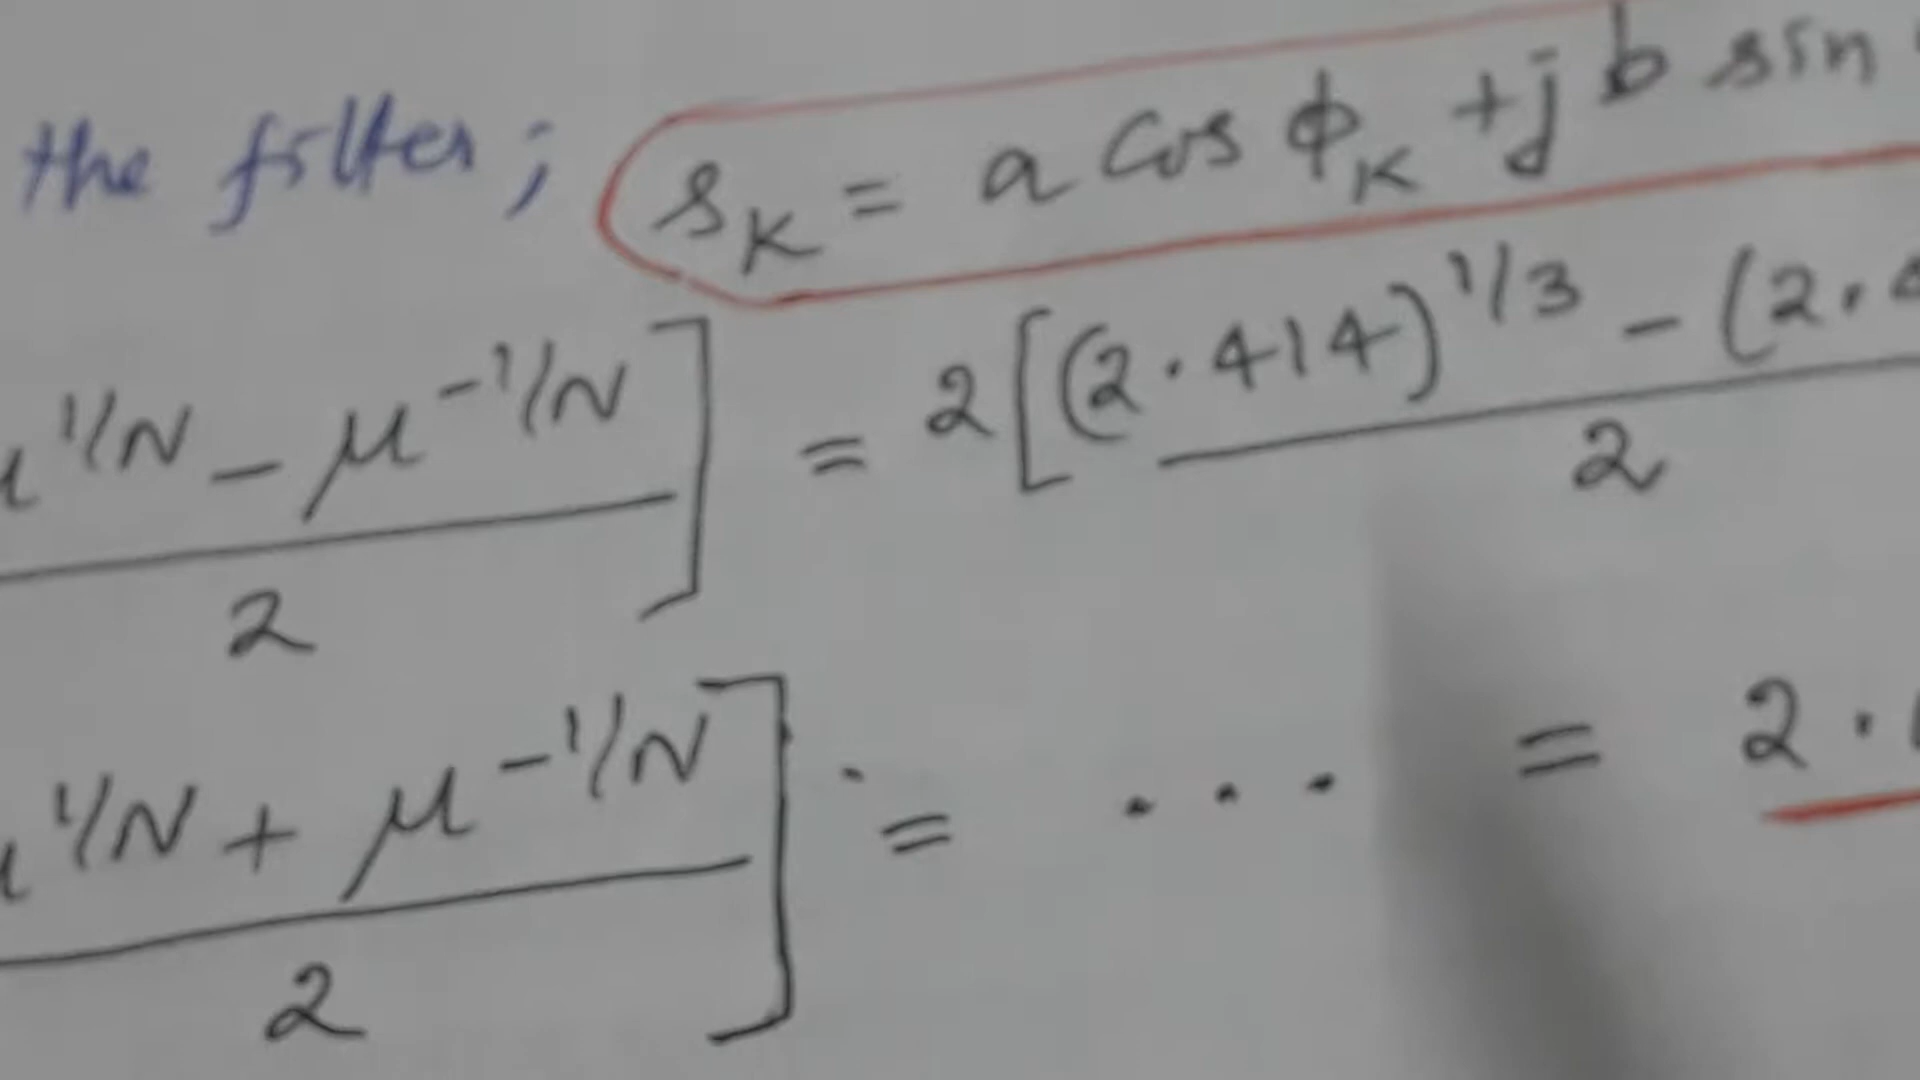 the filter; s_K = a cos ϕ_K + j b sin
μ^{1/N} - μ^{-1/N} / 2 ] = 2 [ (2.414)^{1/3} - (2. / 2
μ^{1/N} + μ^{-1/N} / 2 ] = ... = 2.